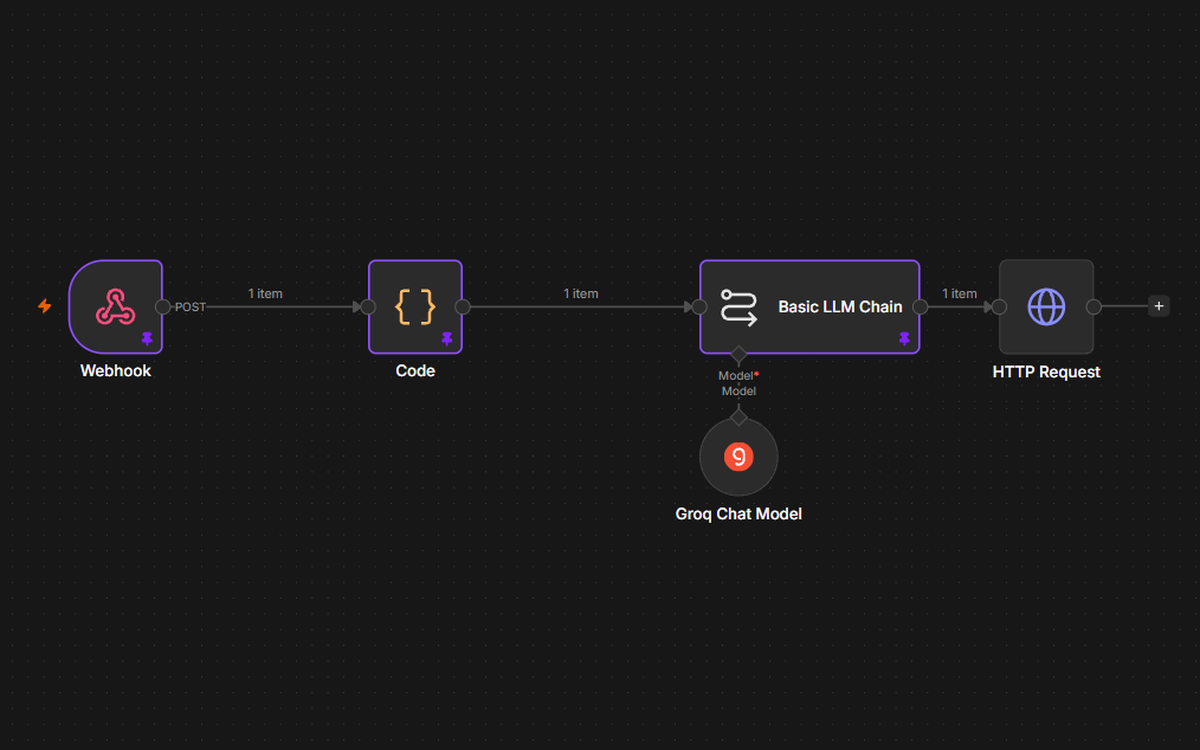 POST
1 item
1 item
1 item
Basic LLM Chain
Webhook
Code
HTTP Request
Model*
Model
Groq Chat Model